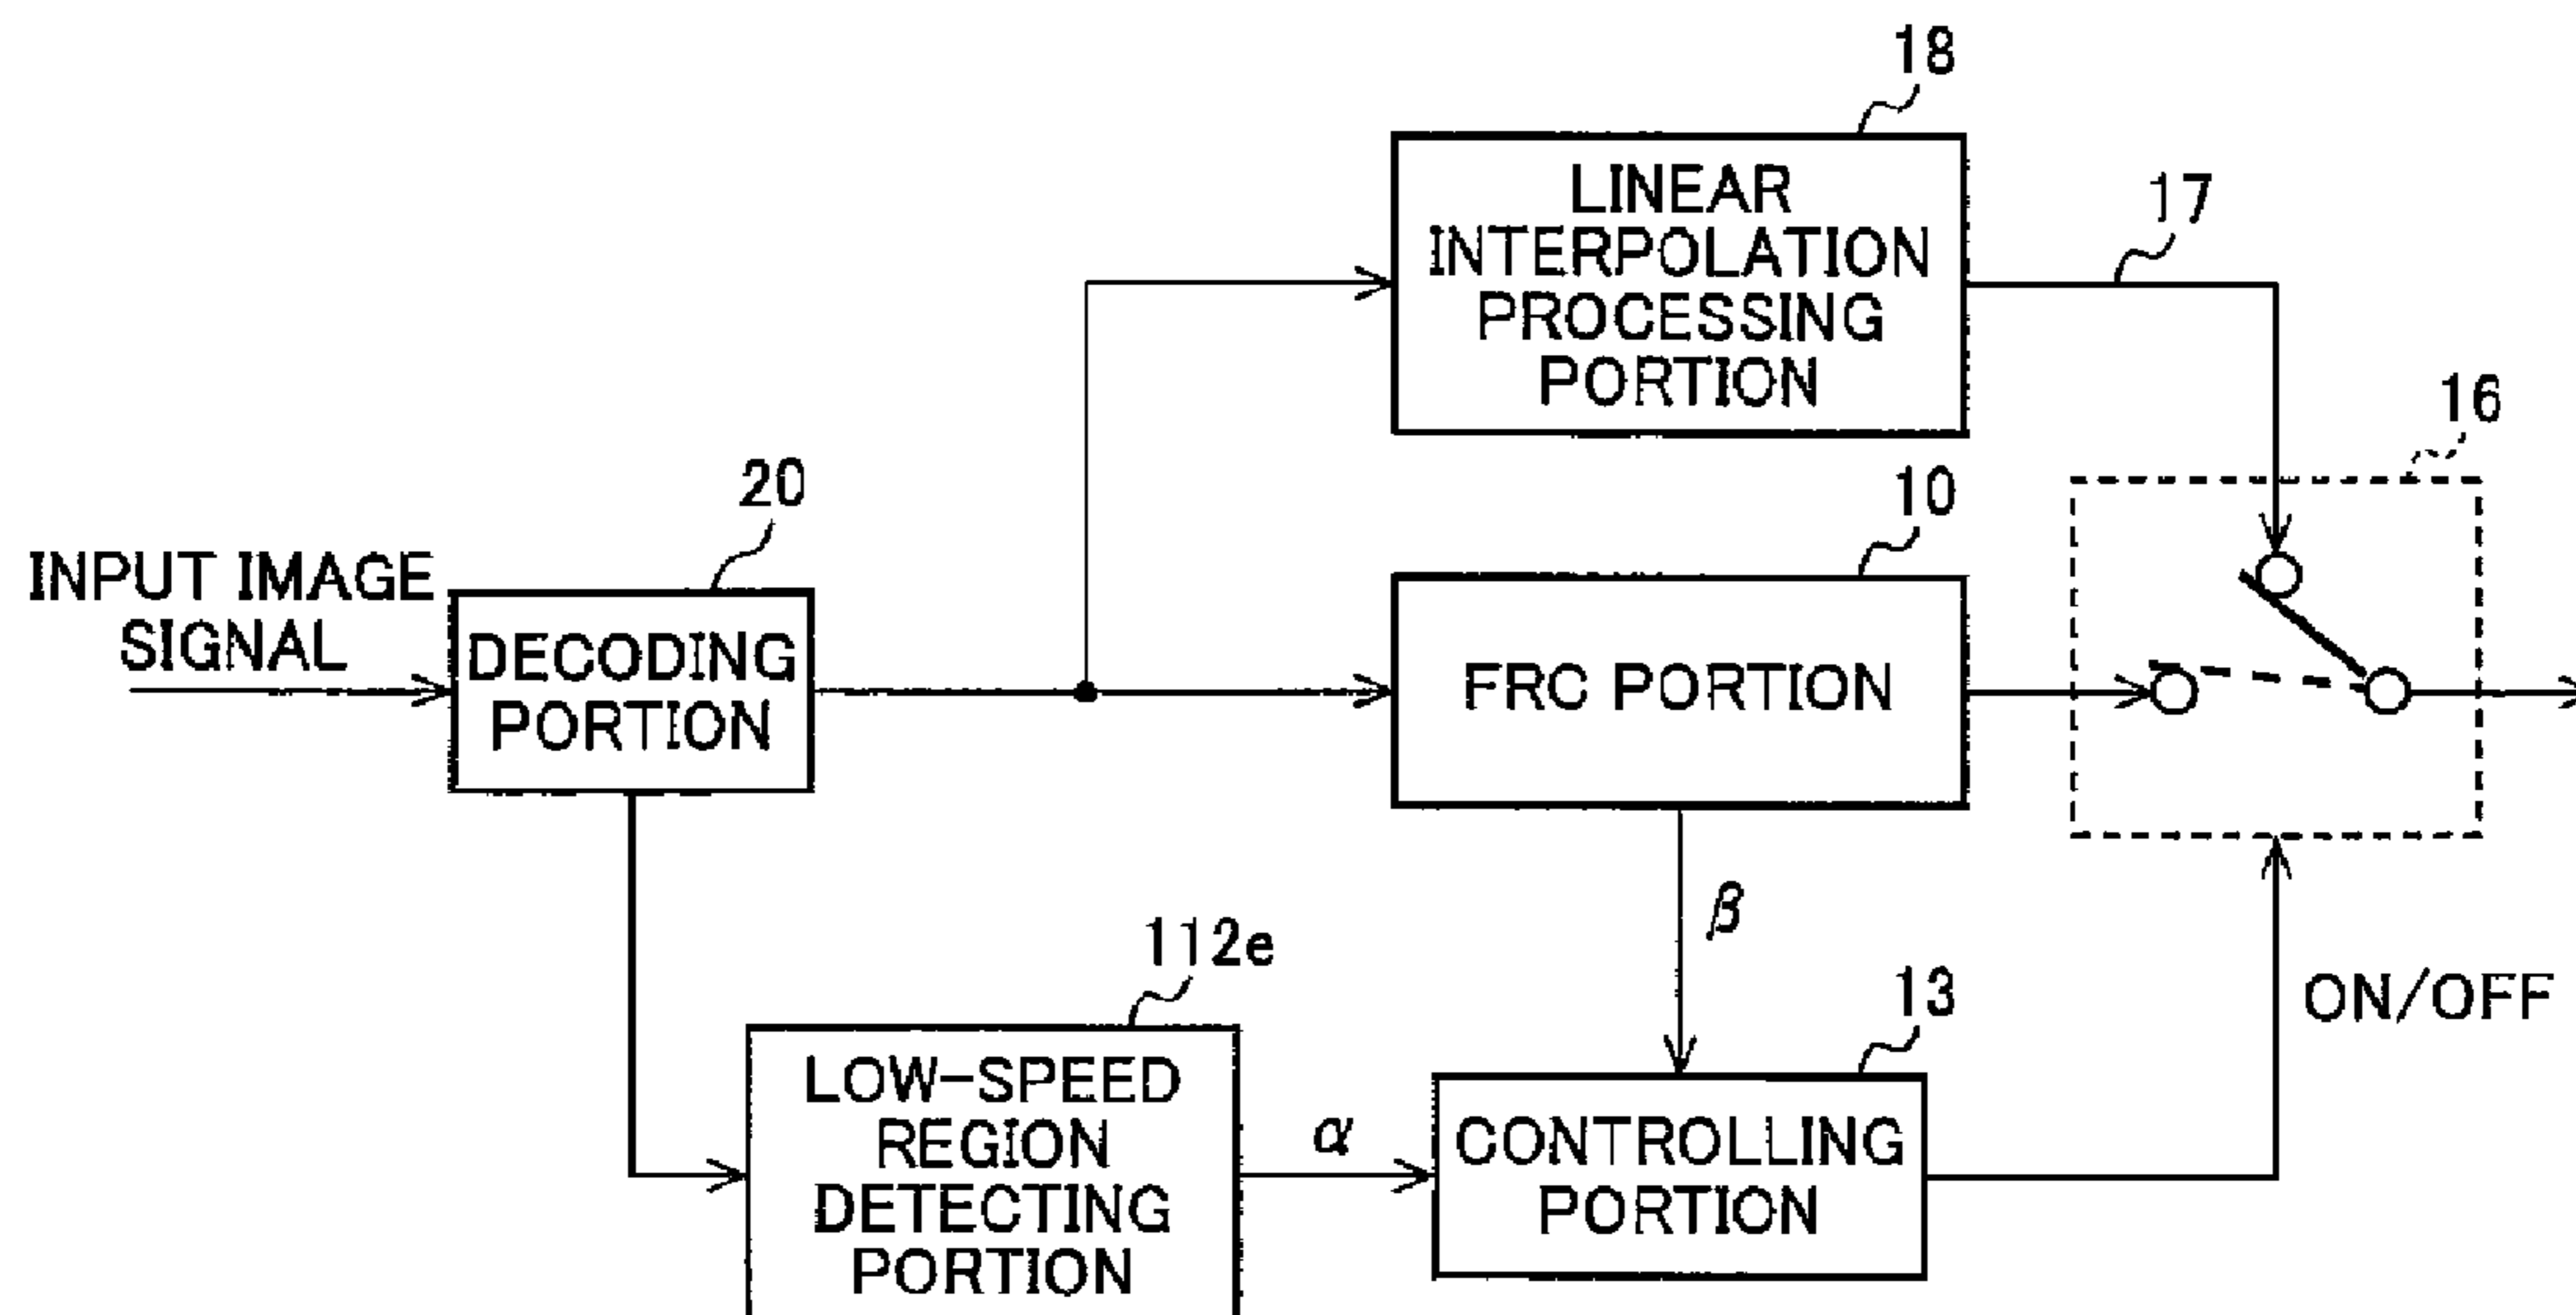 18
LINEAR
INTERPOLATION
PROCESSING
PORTION
17
16
20
10
INPUT IMAGE
SIGNAL
DECODING
PORTION
FRC PORTION
β
112e
13
ON/OFF
LOW-SPEED
REGION
DETECTING
PORTION
α
CONTROLLING
PORTION